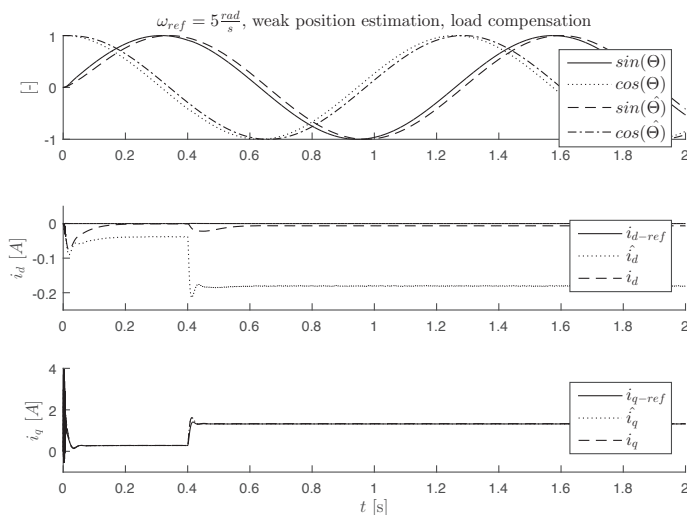 ω_ref = 5 rad/s, weak position estimation, load compensation
1
0
-1
[-]
sin(Θ)
cos(Θ)
sin(Θ̂)
cos(Θ̂)
0 0.2 0.4 0.6 0.8 1 1.2 1.4 1.6 1.8 2
0
-0.1
-0.2
i_d [A]
i_d-ref
î_d
i_d
0 0.2 0.4 0.6 0.8 1 1.2 1.4 1.6 1.8 2
4
2
0
i_q [A]
i_q-ref
î_q
i_q
0 0.2 0.4 0.6 0.8 1 1.2 1.4 1.6 1.8 2
t [s]